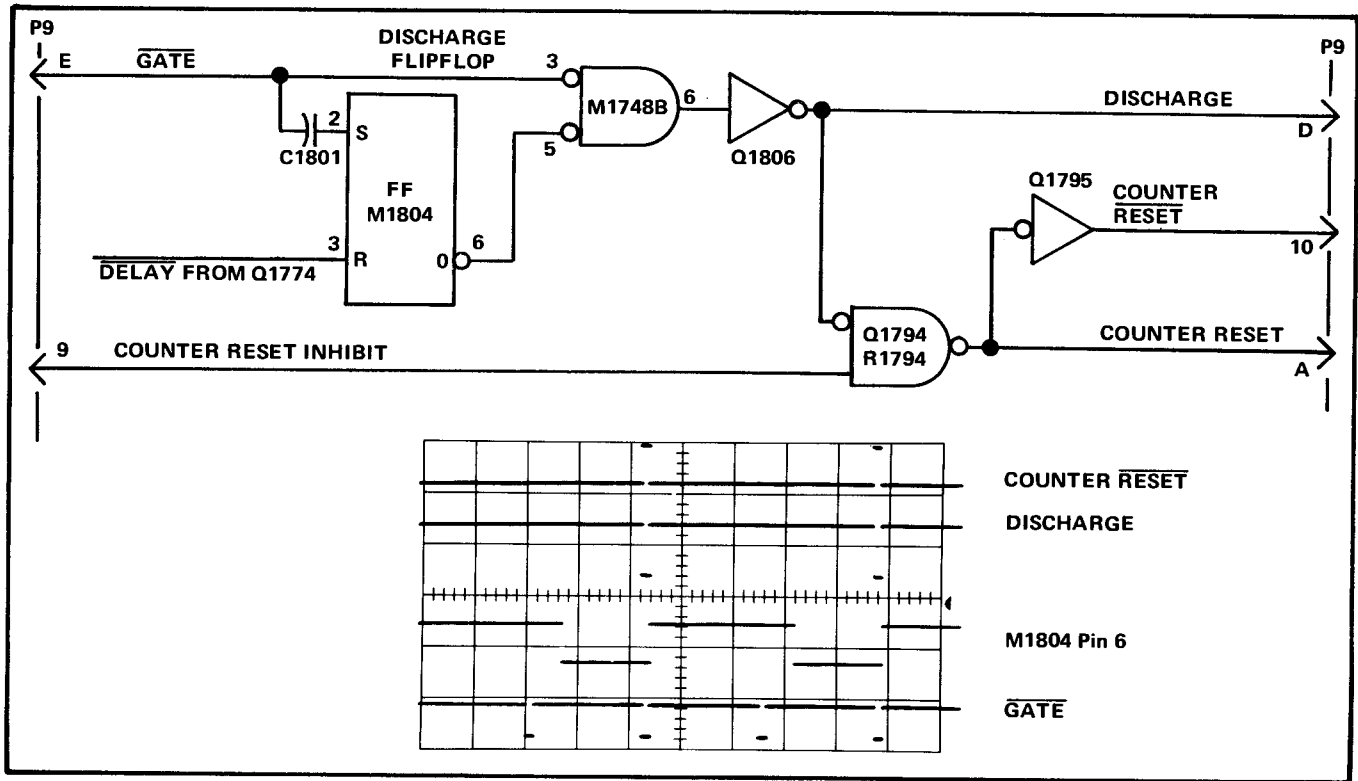 P9
E
GATE
DISCHARGE
FLIPFLOP
3
M1748B
6
5
Q1806
DISCHARGE
P9
D
2
S
C1801
FF
M1804
3
R
6
0
DELAY FROM Q1774
Q1795
COUNTER
RESET
10
9
COUNTER RESET INHIBIT
Q1794
R1794
COUNTER RESET
A
COUNTER RESET
DISCHARGE
M1804 Pin 6
GATE